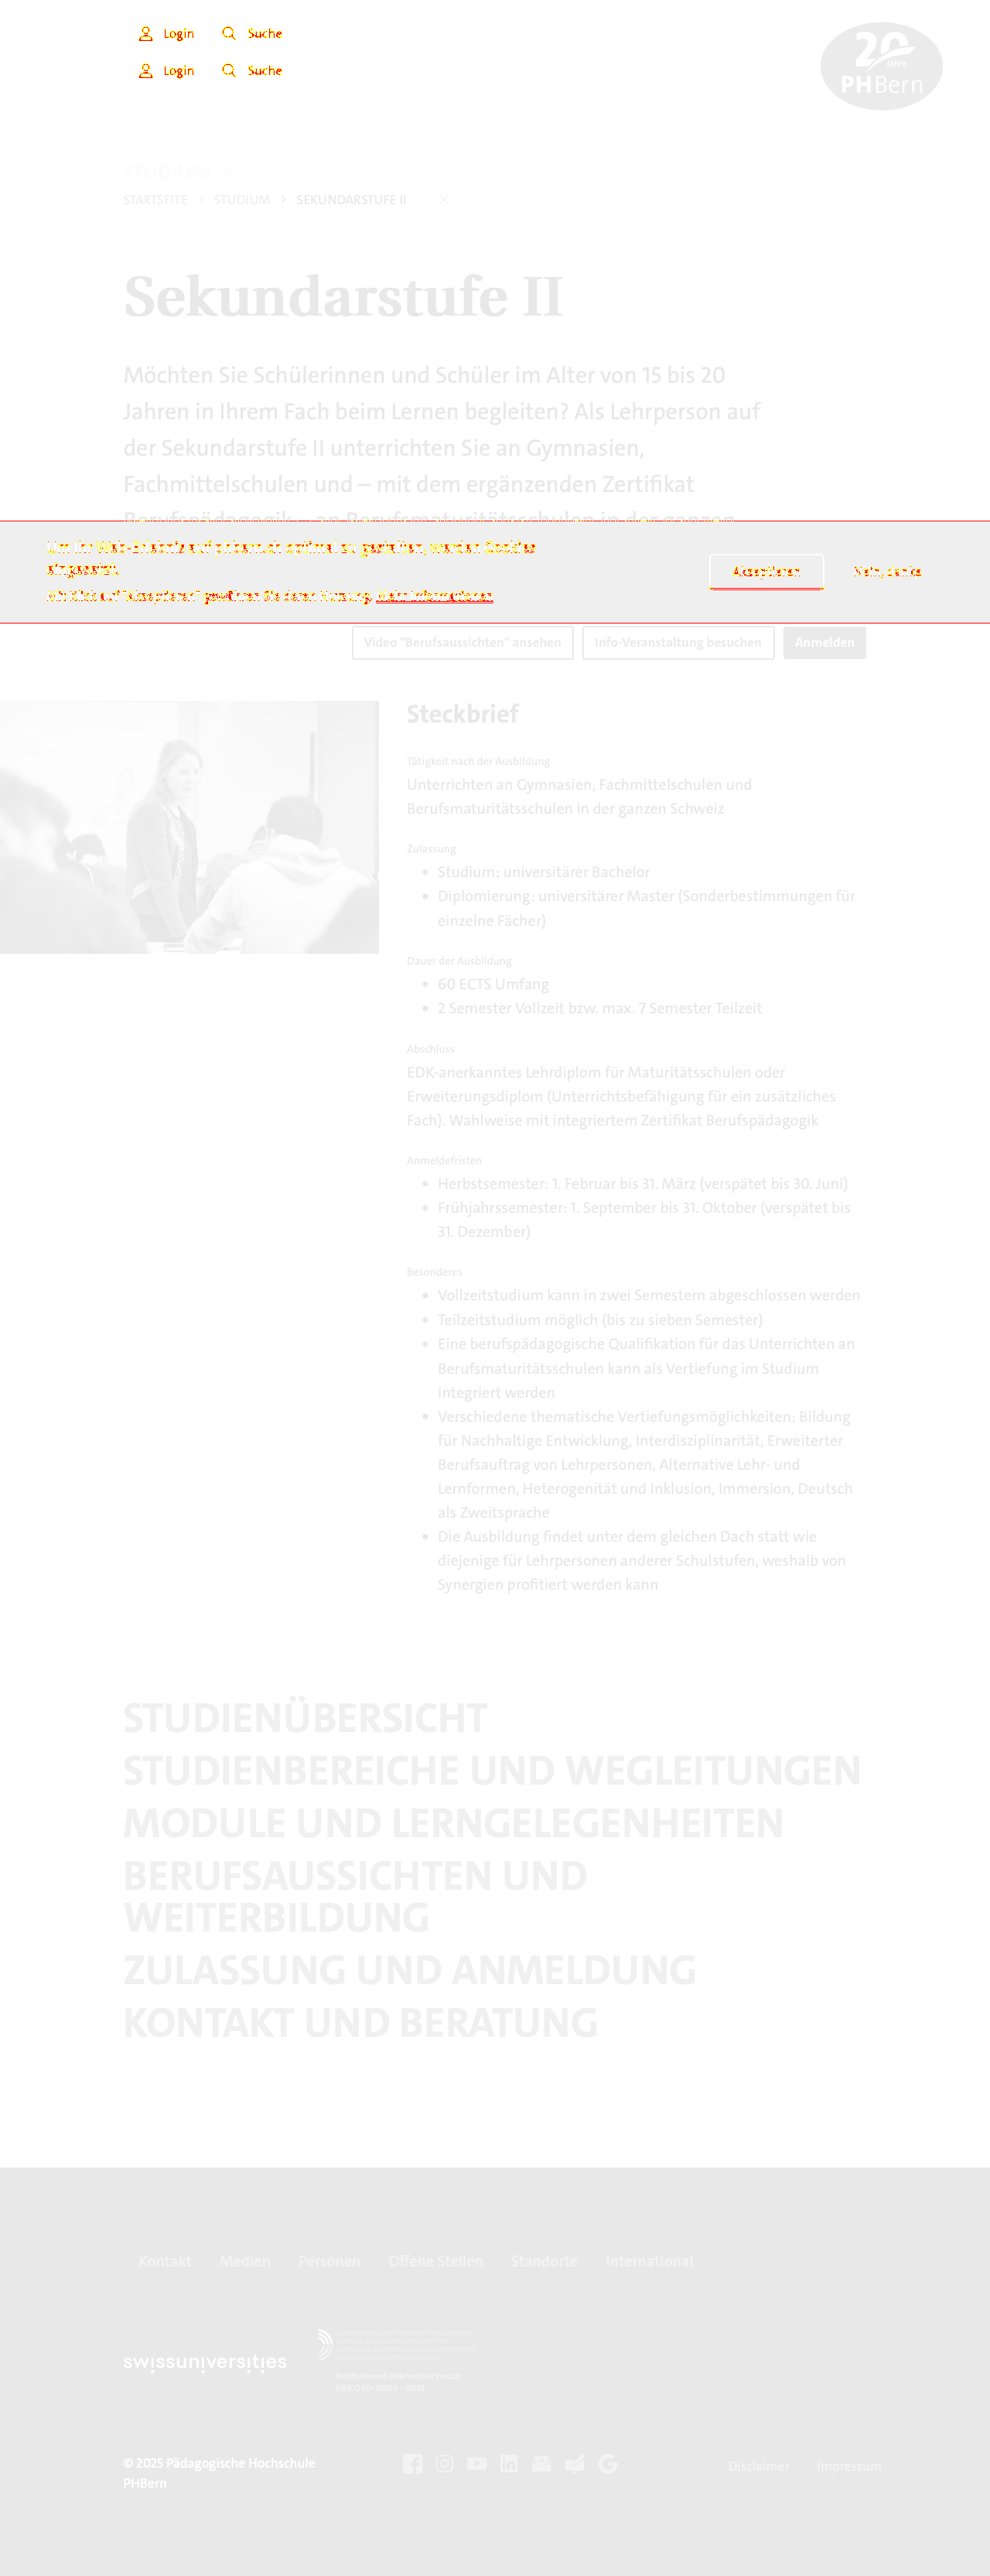 Login Suche
Login Suche
20
Jahre
PHBern
STUDIUM
STARTSEITE > STUDIUM > SEKUNDARSTUFE II
Sekundarstufe II
Möchten Sie Schülerinnen und Schüler im Alter von 15 bis 20
Jahren in Ihrem Fach beim Lernen begleiten? Als Lehrperson auf
der Sekundarstufe II unterrichten Sie an Gymnasien,
Fachmittelschulen und – mit dem ergänzenden Zertifikat
Berufspädagogik – an Berufsmaturitätsschulen in der ganzen
Um Ihr Web-Erlebnis auf phbern.ch optimal zu gestalten, werden Cookies
eingesetzt.
Mit Klick auf "Akzeptieren" gewähren Sie deren Nutzung. mehr Informationen
Akzeptieren
Nein, danke
Video "Berufsaussichten" ansehen
Info-Veranstaltung besuchen
Anmelden
Steckbrief
Tätigkeit nach der Ausbildung
Unterrichten an Gymnasien, Fachmittelschulen und
Berufsmaturitätsschulen in der ganzen Schweiz
Zulassung
Studium: universitärer Bachelor
Diplomierung: universitärer Master (Sonderbestimmungen für
einzelne Fächer)
Dauer der Ausbildung
60 ECTS Umfang
2 Semester Vollzeit bzw. max. 7 Semester Teilzeit
Abschluss
EDK-anerkanntes Lehrdiplom für Maturitätsschulen oder
Erweiterungsdiplom (Unterrichtsbefähigung für ein zusätzliches
Fach). Wahlweise mit integriertem Zertifikat Berufspädagogik
Anmeldefristen
Herbstsemester: 1. Februar bis 31. März (verspätet bis 30. Juni)
Frühjahrssemester: 1. September bis 31. Oktober (verspätet bis
31. Dezember)
Besonderes
Vollzeitstudium kann in zwei Semestern abgeschlossen werden
Teilzeitstudium möglich (bis zu sieben Semester)
Eine berufspädagogische Qualifikation für das Unterrichten an
Berufsmaturitätsschulen kann als Vertiefung im Studium
integriert werden
Verschiedene thematische Vertiefungsmöglichkeiten: Bildung
für Nachhaltige Entwicklung, Interdisziplinarität, Erweiterter
Berufsauftrag von Lehrpersonen, Alternative Lehr- und
Lernformen, Heterogenität und Inklusion, Immersion, Deutsch
als Zweitsprache
Die Ausbildung findet unter dem gleichen Dach statt wie
diejenige für Lehrpersonen anderer Schulstufen, weshalb von
Synergien profitiert werden kann
STUDIENÜBERSICHT
STUDIENBEREICHE UND WEGLEITUNGEN
MODULE UND LERNGELEGENHEITEN
BERUFSAUSSICHTEN UND
WEITERBILDUNG
ZULASSUNG UND ANMELDUNG
KONTAKT UND BERATUNG
Kontakt Medien Personen Offene Stellen Standorte International
swissuniversities
Institutionell akkreditiert nach
HFKG für 2024 - 2031
© 2025 Pädagogische Hochschule
PHBern
Disclaimer Impressum